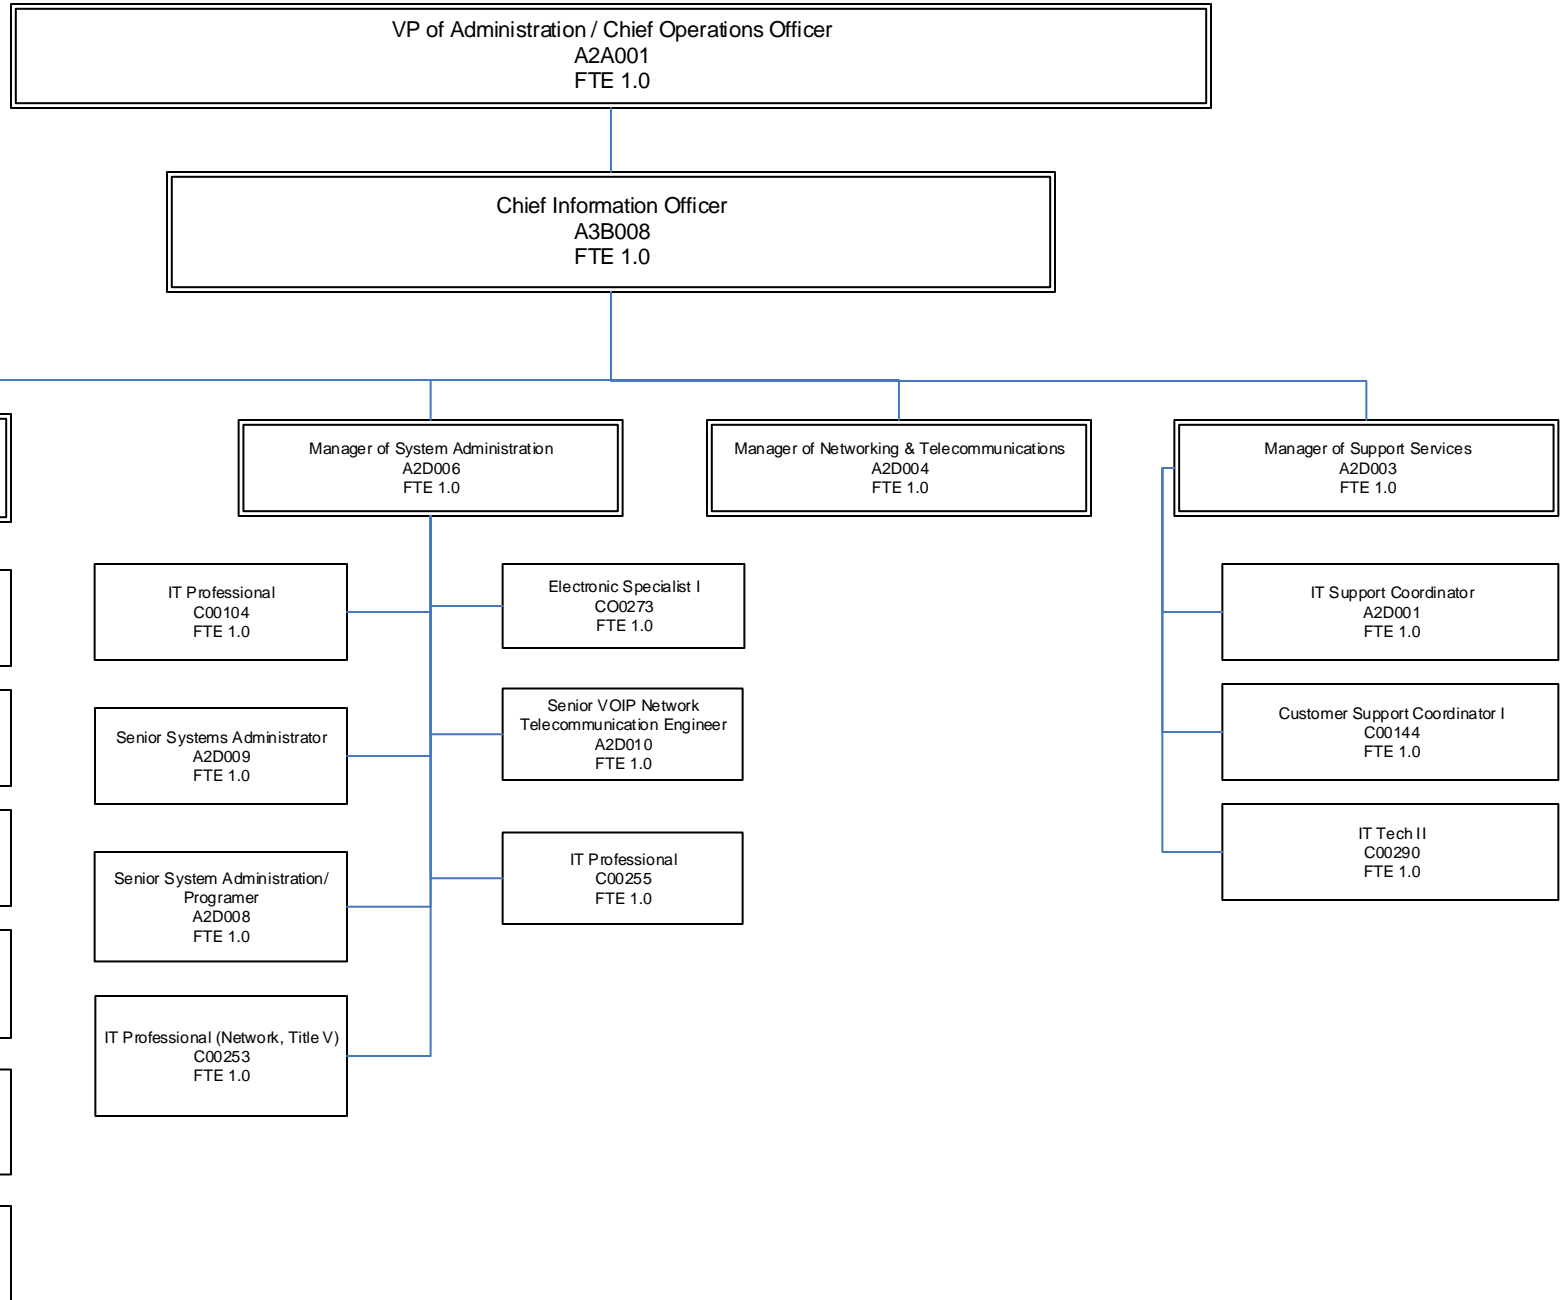 VP of Administration / Chief Operations Officer
A2A001
FTE 1.0
Chief Information Officer
A3B008
FTE 1.0
Manager of System Administration
A2D006
FTE 1.0
Manager of Networking & Telecommunications
A2D004
FTE 1.0
Manager of Support Services
A2D003
FTE 1.0
IT Professional
C00104
FTE 1.0
Electronic Specialist I
CO0273
FTE 1.0
IT Support Coordinator
A2D001
FTE 1.0
Senior Systems Administrator
A2D009
FTE 1.0
Senior VOIP Network
Telecommunication Engineer
A2D010
FTE 1.0
Customer Support Coordinator I
C00144
FTE 1.0
Senior System Administration/
Programer
A2D008
FTE 1.0
IT Professional
C00255
FTE 1.0
IT Tech II
C00290
FTE 1.0
IT Professional (Network, Title V)
C00253
FTE 1.0